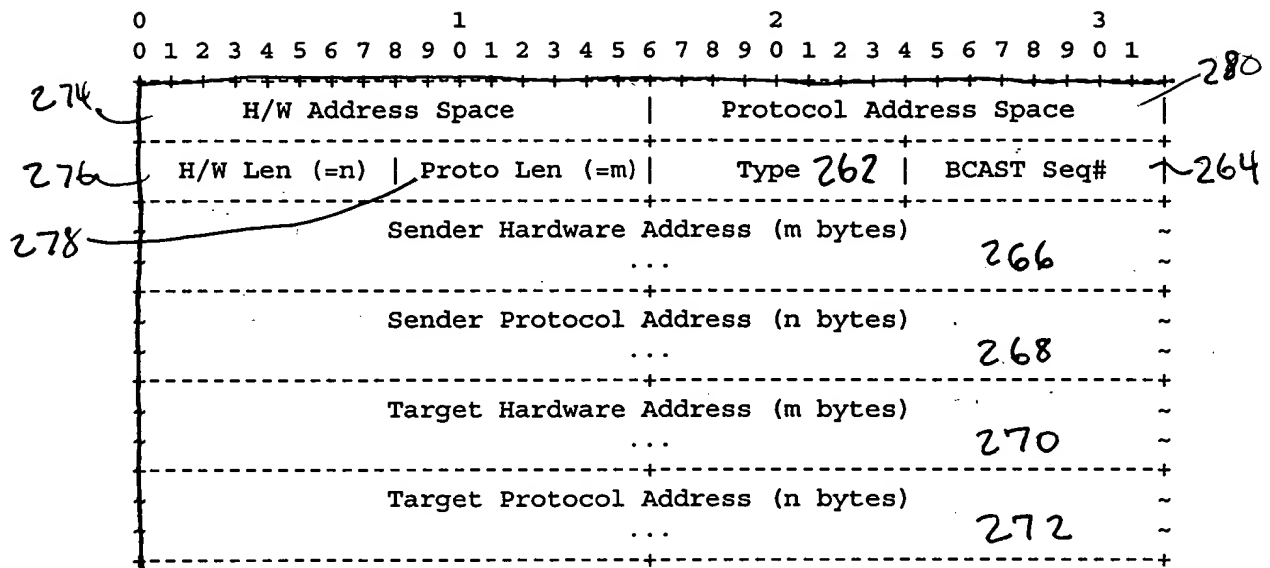 0 1 2 3
0 1 2 3 4 5 6 7 8 9 0 1 2 3 4 5 6 7 8 9 0 1 2 3 4 5 6 7 8 9 0 1
274 H/W Address Space | Protocol Address Space | 280
276 H/W Len (=n) | Proto Len (=m)| Type 262 | BCAST Seq# 264
278 Sender Hardware Address (m bytes) ~
... 266 ~
Sender Protocol Address (n bytes) ~
... 268 ~
Target Hardware Address (m bytes) ~
... 270 ~
Target Protocol Address (n bytes) ~
... 272 ~